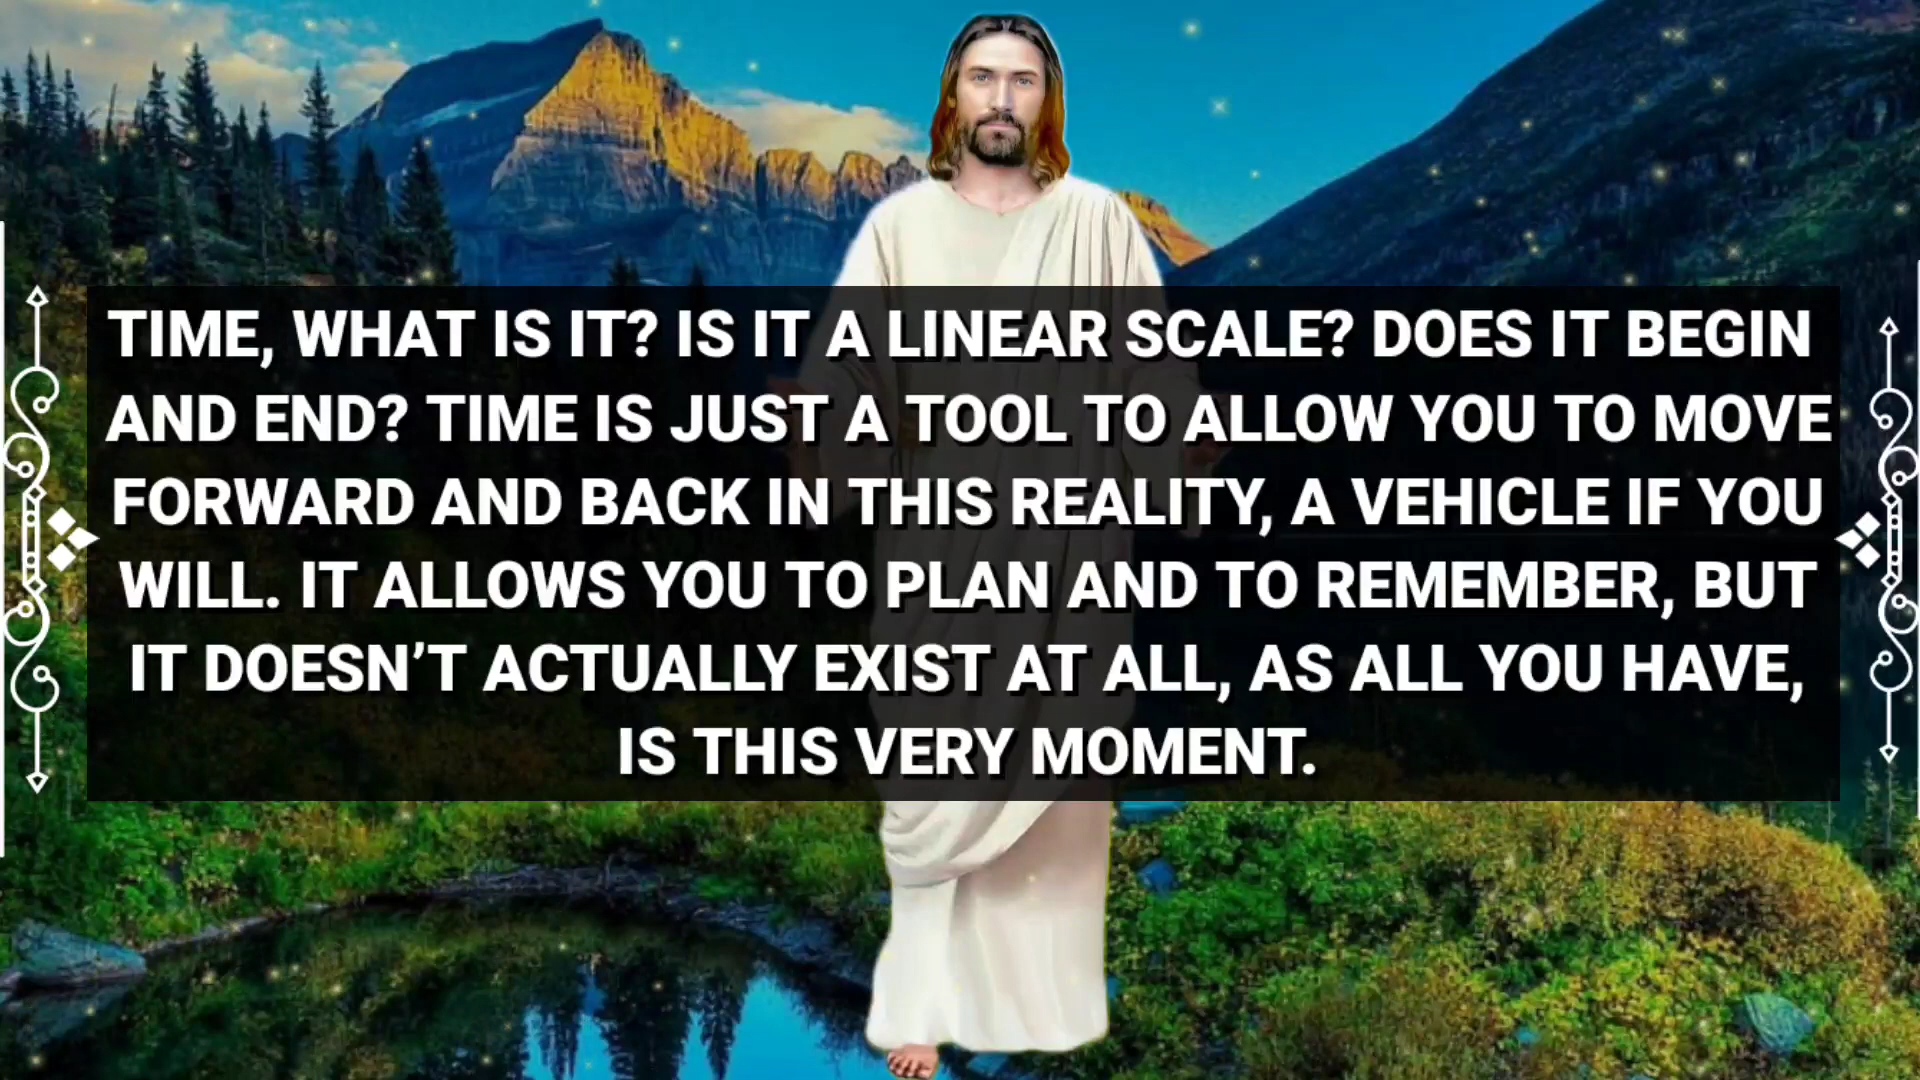 TIME, WHAT IS IT? IS IT A LINEAR SCALE? DOES IT BEGIN
AND END? TIME IS JUST A TOOL TO ALLOW YOU TO MOVE
FORWARD AND BACK IN THIS REALITY, A VEHICLE IF YOU
WILL. IT ALLOWS YOU TO PLAN AND TO REMEMBER, BUT
IT DOESN’T ACTUALLY EXIST AT ALL, AS ALL YOU HAVE,
IS THIS VERY MOMENT.